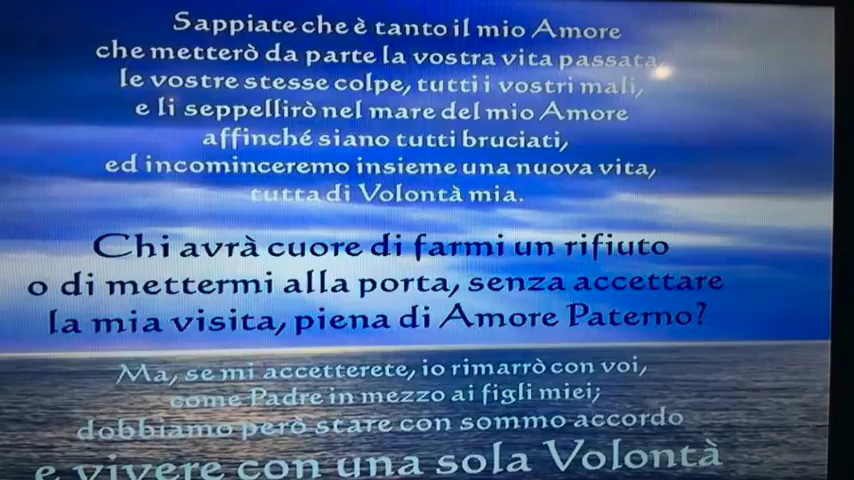 Sappiate che è tanto il mio Amore
che metterò da parte la vostra vita passata,
le vostre stesse colpe, tutti i vostri mali,
e li seppellirò nel mare del mio Amore
affinché siano tutti bruciati,
ed incominceremo insieme una nuova vita,
tutta di Volontà mia.
Chi avrà cuore di farmi un rifiuto
o di mettermi alla porta, senza accettare
la mia visita, piena di Amore Paterno?
Ma, se mi accetterete, io rimarrò con voi,
come Padre in mezzo ai figli miei;
dobbiamo però stare con sommo accordo
e vivere con una sola Volontà